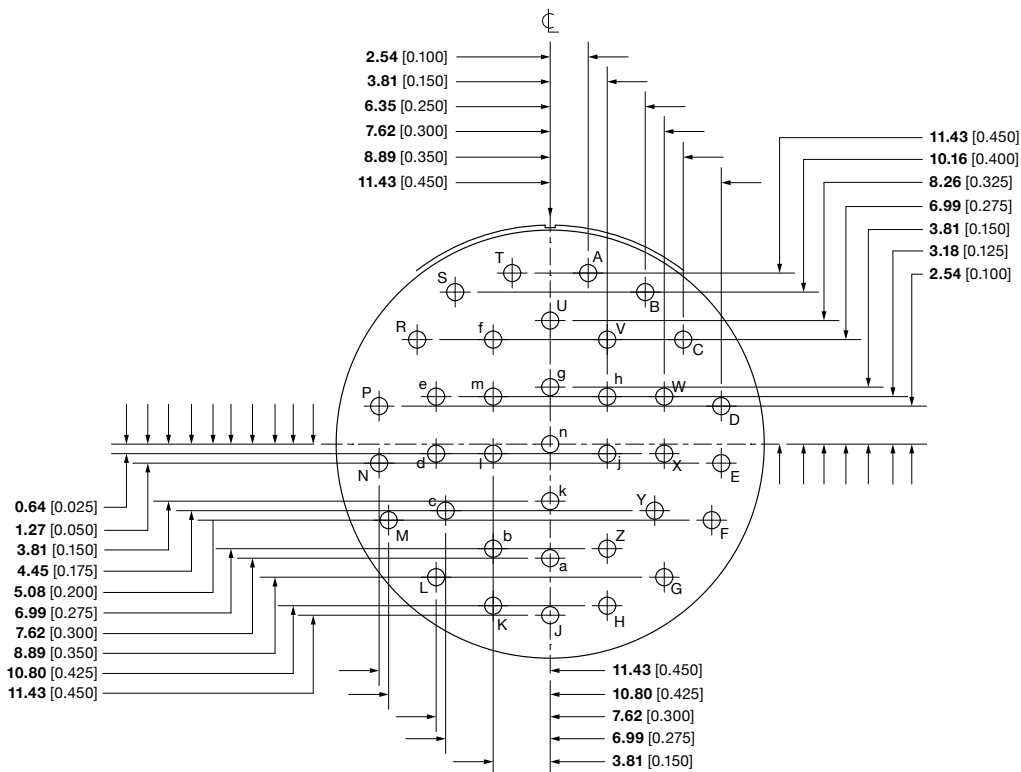 ℄
2.54 [0.100]
3.81 [0.150]
6.35 [0.250]
7.62 [0.300]
8.89 [0.350]
11.43 [0.450]
11.43 [0.450]
10.16 [0.400]
8.26 [0.325]
6.99 [0.275]
3.81 [0.150]
3.18 [0.125]
2.54 [0.100]
T A
S B
U
R f V C
g
P e m h W D
n
N d l j X E
k
M c Y F
b Z
a
L G
K J H
0.64 [0.025]
1.27 [0.050]
3.81 [0.150]
4.45 [0.175]
5.08 [0.200]
6.99 [0.275]
7.62 [0.300]
8.89 [0.350]
10.80 [0.425]
11.43 [0.450]
11.43 [0.450]
10.80 [0.425]
7.62 [0.300]
6.99 [0.275]
3.81 [0.150]